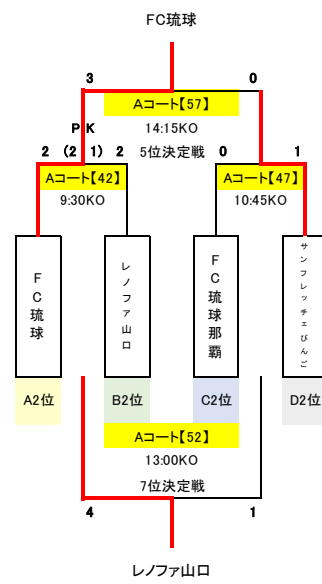 FC琉球
3 0
Aコート【57】
PK 14:15KO
2 (2 1) 2 5位決定戦 0 1
Aコート【42】 Aコート【47】
9:30KO 10:45KO
FC琉球 レノファ山口 FC琉球那覇 サンフレッチェびんご
A2位 B2位 C2位 D2位
Aコート【52】
13:00KO
7位決定戦
4 1
レノファ山口